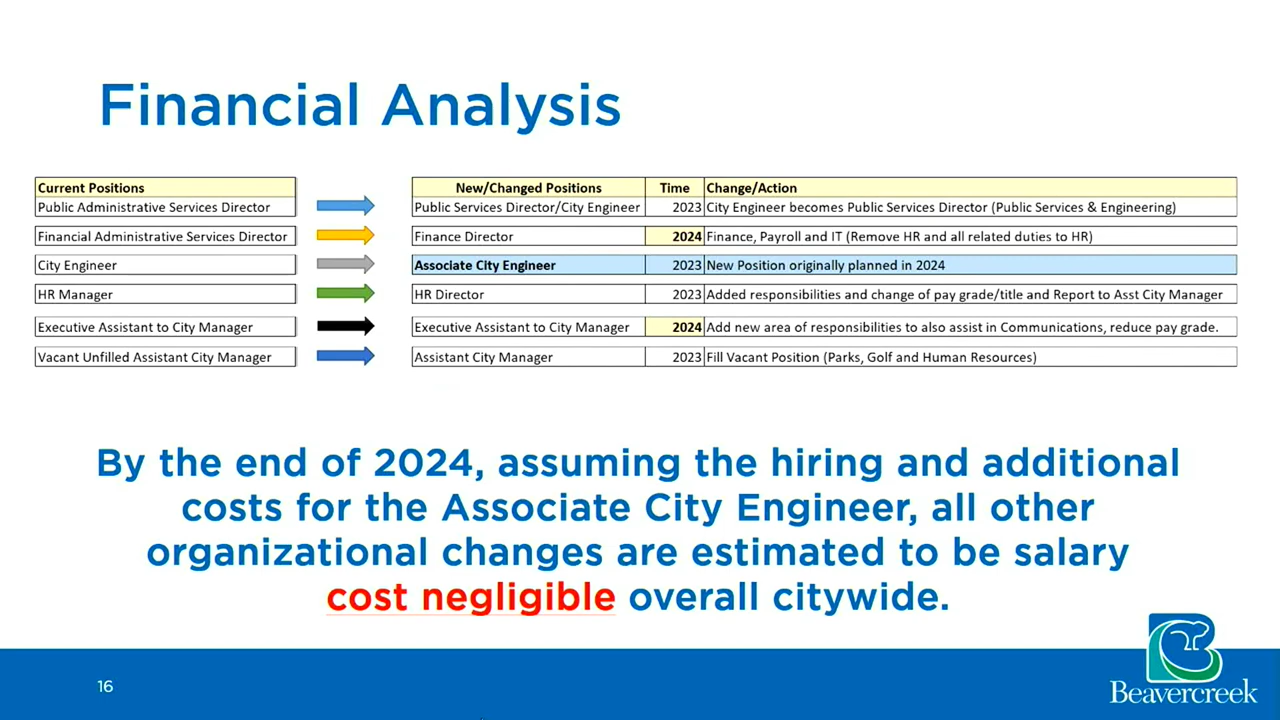 Financial Analysis
Current Positions
New/Changed Positions Time Change/Action
Public Administrative Services Director
Public Services Director/City Engineer 2023 City Engineer becomes Public Services Director (Public Services & Engineering)
Financial Administrative Services Director
Finance Director 2024 Finance, Payroll and IT (Remove HR and all related duties to HR)
City Engineer
Associate City Engineer 2023 New Position originally planned in 2024
HR Manager
HR Director 2023 Added responsibilities and change of pay grade/title and Report to Asst City Manager
Executive Assistant to City Manager
Executive Assistant to City Manager 2024 Add new area of responsibilities to also assist in Communications, reduce pay grade.
Vacant Unfilled Assistant City Manager
Assistant City Manager 2023 Fill Vacant Position (Parks, Golf and Human Resources)
By the end of 2024, assuming the hiring and additional
costs for the Associate City Engineer, all other
organizational changes are estimated to be salary
cost negligible overall citywide.
16
Beavercreek